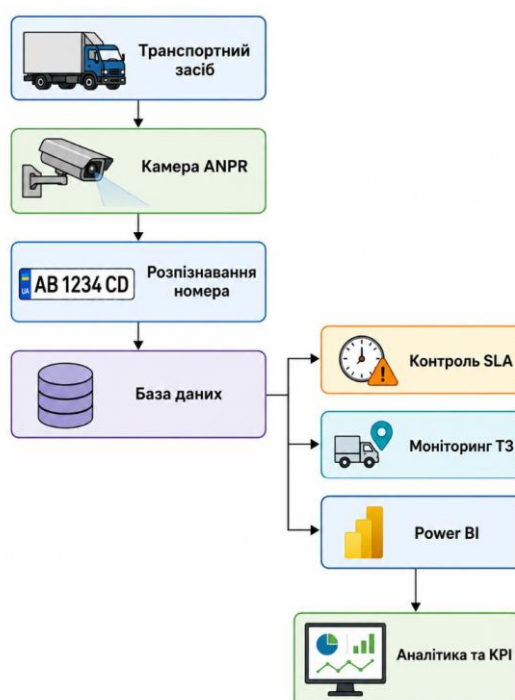 Транспортний
засіб
Камера ANPR
UA
AB 1234 CD
Розпізнавання
номера
База даних
Контроль SLA
Моніторинг ТЗ
Power BI
Аналітика та KPI